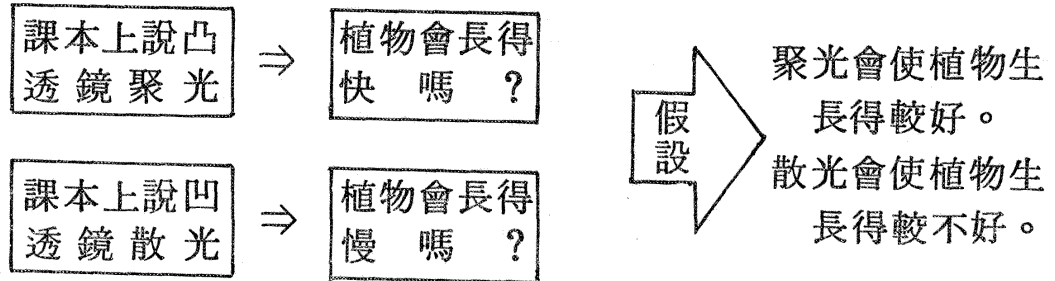 課本上說凸
透鏡聚光
⇒
植物會長得
快嗎？
課本上說凹
透鏡散光
⇒
植物會長得
慢嗎？
假設
聚光會使植物生
長得較好。
散光會使植物生
長得較不好。